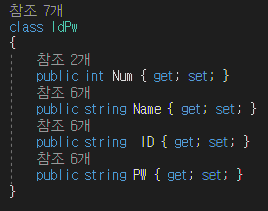 참조 7개
class IdPw
{
참조 2개
public int Num { get; set; }
참조 6개
public string Name { get; set; }
참조 6개
public string  ID { get; set; }
참조 6개
public string PW { get; set; }
}